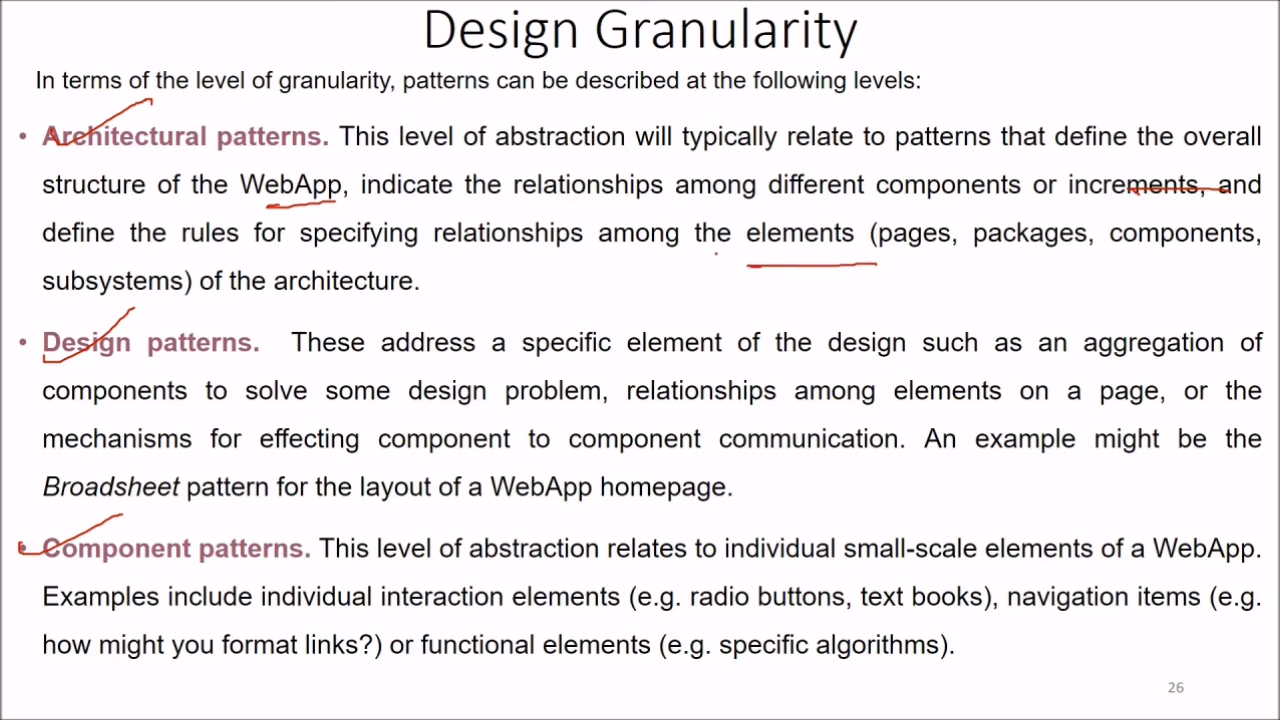 Design Granularity
In terms of the level of granularity, patterns can be described at the following levels:
• Architectural patterns. This level of abstraction will typically relate to patterns that define the overall
structure of the WebApp, indicate the relationships among different components or increments, and
define the rules for specifying relationships among the elements (pages, packages, components,
subsystems) of the architecture.
• Design patterns. These address a specific element of the design such as an aggregation of
components to solve some design problem, relationships among elements on a page, or the
mechanisms for effecting component to component communication. An example might be the
Broadsheet pattern for the layout of a WebApp homepage.
• Component patterns. This level of abstraction relates to individual small-scale elements of a WebApp.
Examples include individual interaction elements (e.g. radio buttons, text books), navigation items (e.g.
how might you format links?) or functional elements (e.g. specific algorithms).
26